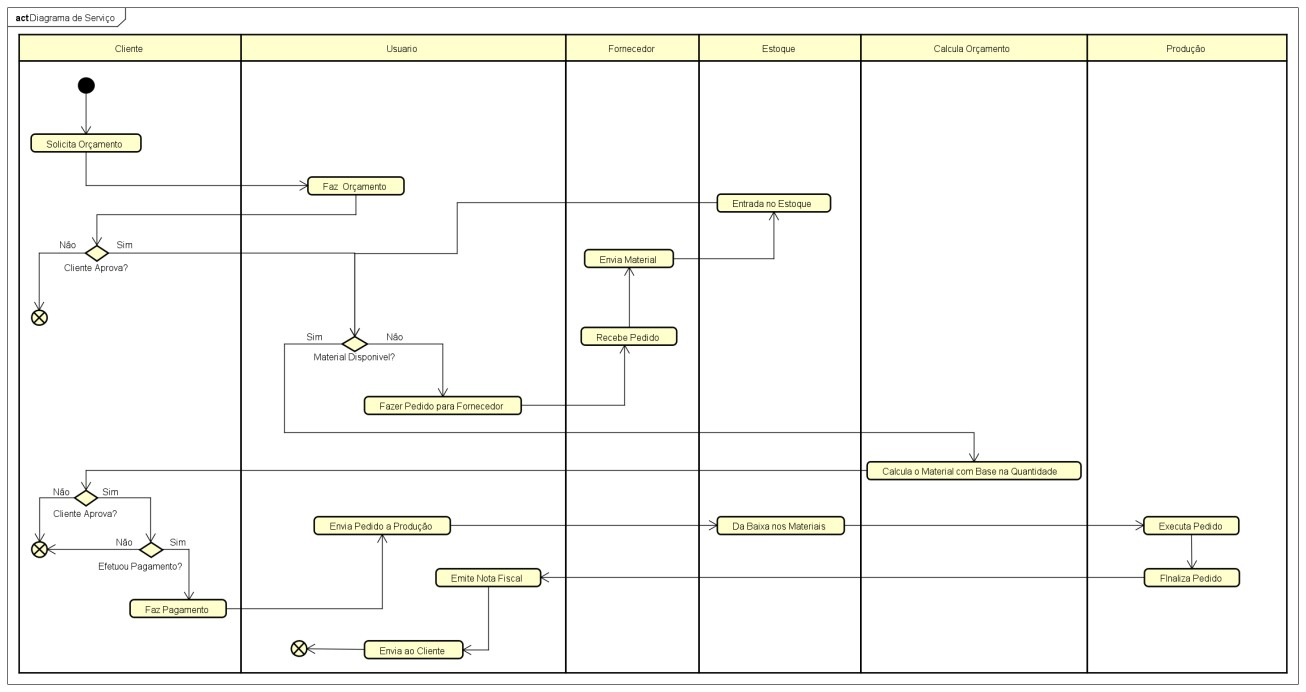 act Diagrama de Serviço
Cliente
Usuario
Fornecedor
Estoque
Calcula Orçamento
Produção
Solicita Orçamento
Faz Orçamento
Entrada no Estoque
Não
Sim
Cliente Aprova?
Envia Material
Sim
Não
Material Disponivel?
Recebe Pedido
Fazer Pedido para Fornecedor
Calcula o Material com Base na Quantidade
Não
Sim
Cliente Aprova?
Envia Pedido a Produção
Da Baixa nos Materiais
Executa Pedido
Não
Sim
Efetuou Pagamento?
Emite Nota Fiscal
FInaliza Pedido
Faz Pagamento
Envia ao Cliente